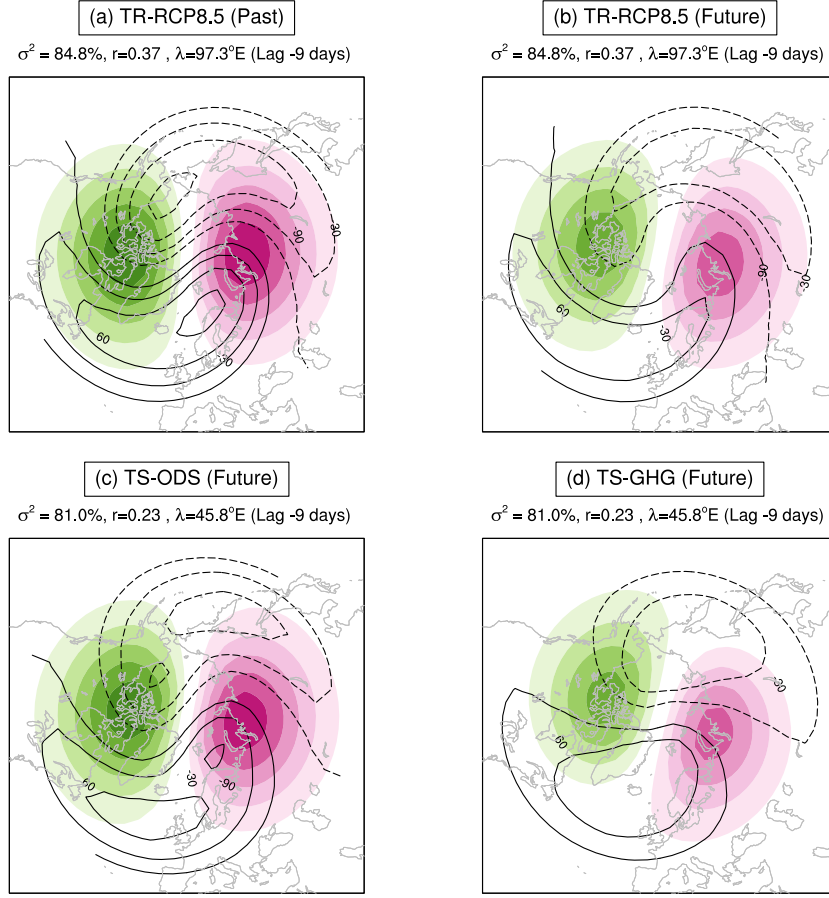 (a) TR-RCP8.5 (Past)
σ² = 84.8%, r=0.37 , λ=97.3°E (Lag -9 days)
60
-30
-90
-30
(b) TR-RCP8.5 (Future)
σ² = 84.8%, r=0.37 , λ=97.3°E (Lag -9 days)
60
-30
-90
-30
(c) TS-ODS (Future)
σ² = 81.0%, r=0.23 , λ=45.8°E (Lag -9 days)
60
-30
-90
(d) TS-GHG (Future)
σ² = 81.0%, r=0.23 , λ=45.8°E (Lag -9 days)
60
-30